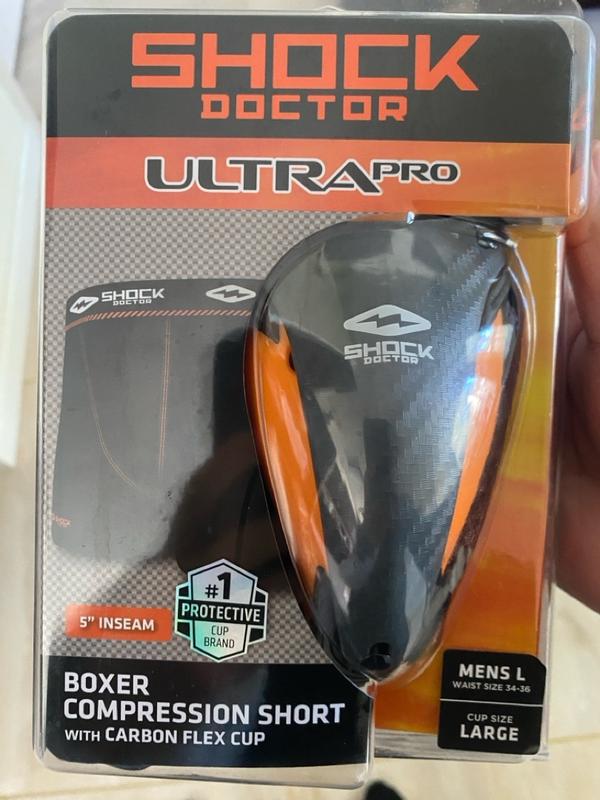 SHOCK
DOCTOR
ULTRAPRO
SHOCK
DOCTOR
SHOCK
DOCTOR
SHOCK
5" INSEAM
#1
PROTECTIVE
CUP
BRAND
BOXER
COMPRESSION SHORT
WITH CARBON FLEX CUP
MENS L
WAIST SIZE 34-36
CUP SIZE
LARGE